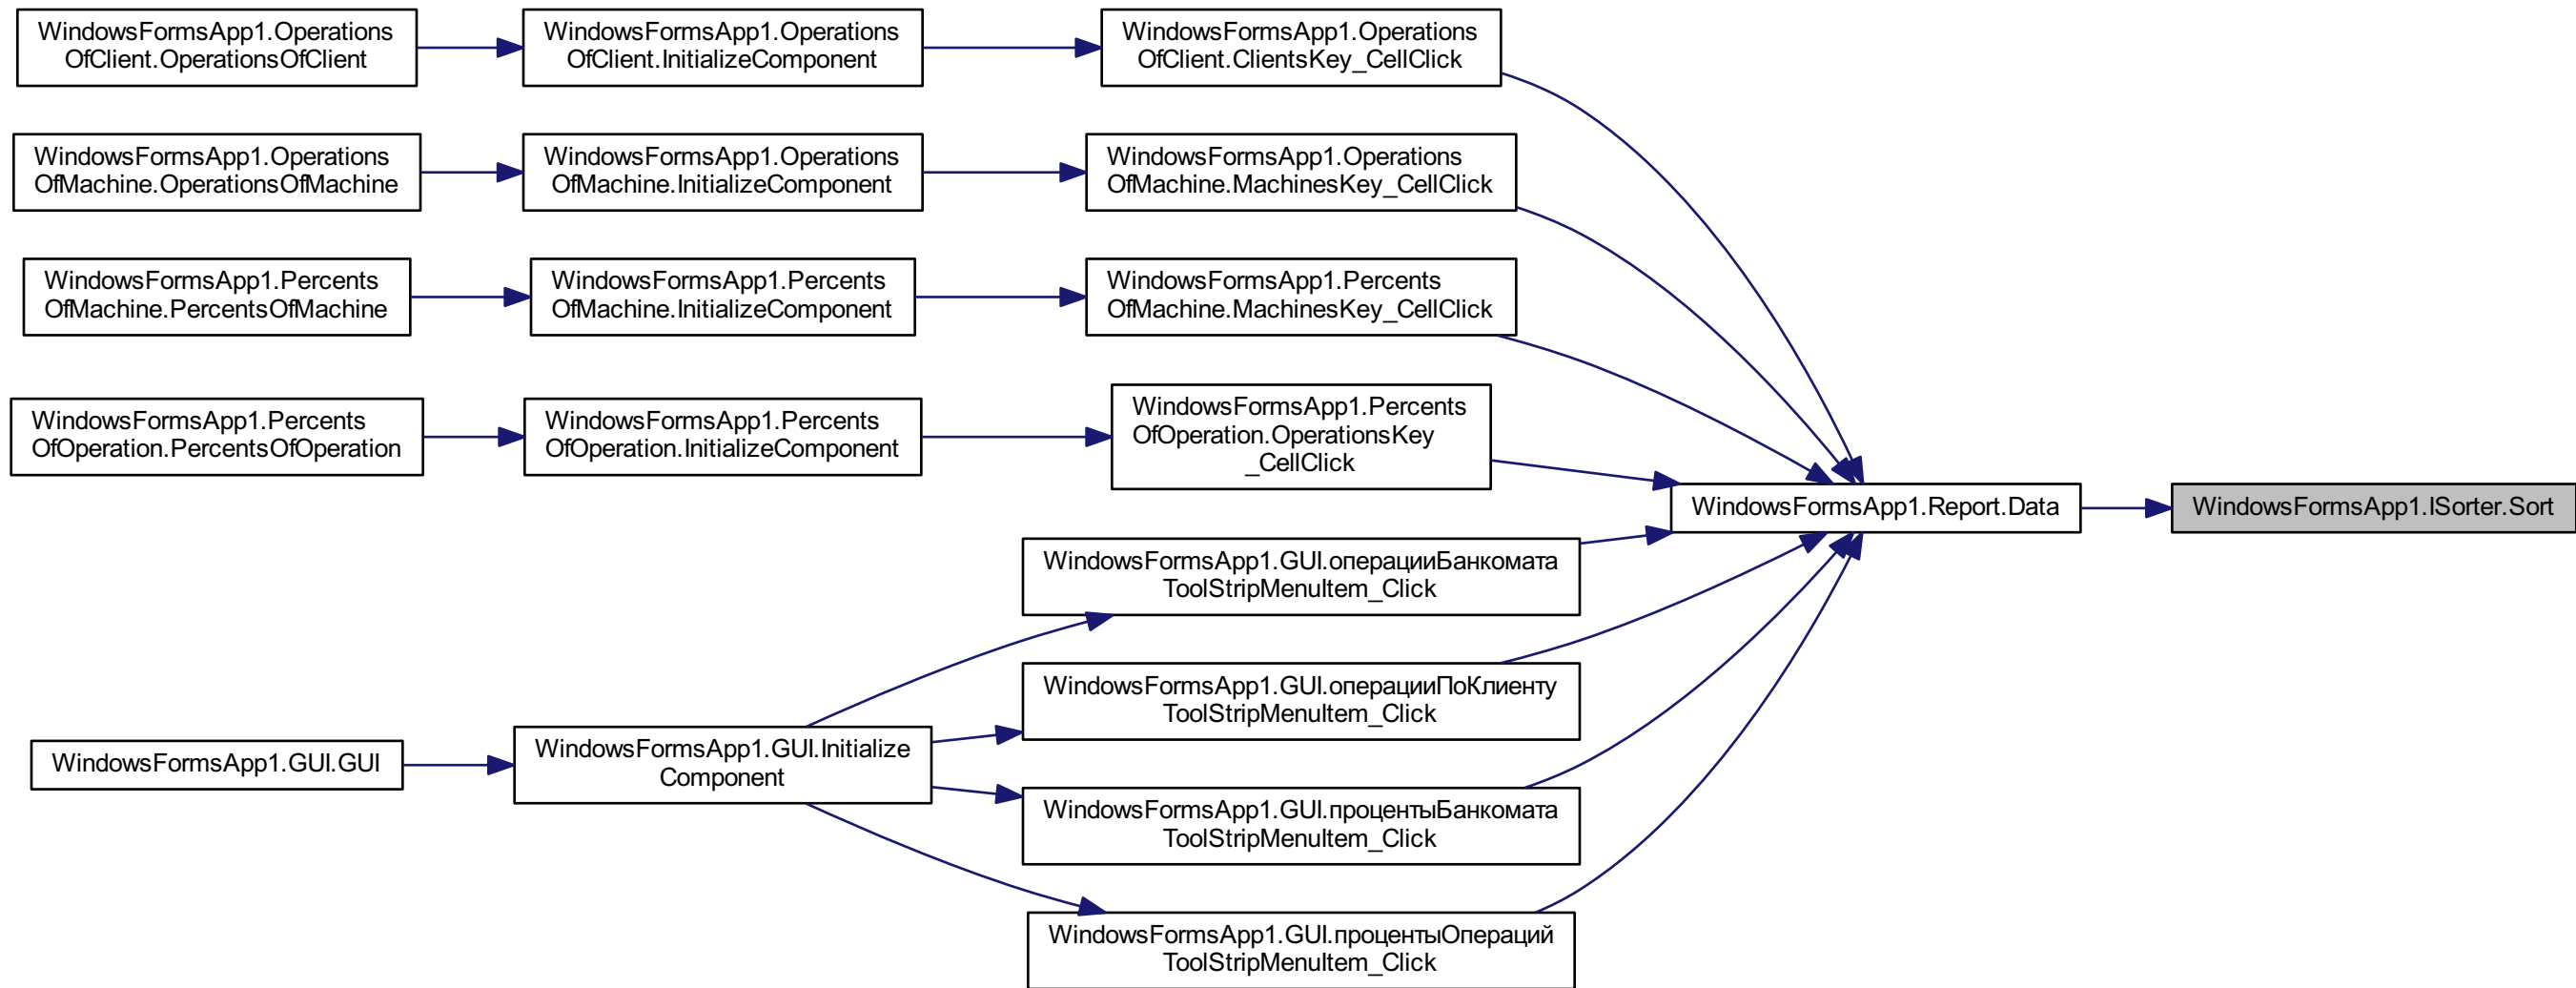 WindowsFormsApp1.Operations
OfClient.OperationsOfClient
WindowsFormsApp1.Operations
OfClient.InitializeComponent
WindowsFormsApp1.Operations
OfClient.ClientsKey_CellClick
WindowsFormsApp1.Operations
OfMachine.OperationsOfMachine
WindowsFormsApp1.Operations
OfMachine.InitializeComponent
WindowsFormsApp1.Operations
OfMachine.MachinesKey_CellClick
WindowsFormsApp1.Percents
OfMachine.PercentsOfMachine
WindowsFormsApp1.Percents
OfMachine.InitializeComponent
WindowsFormsApp1.Percents
OfMachine.MachinesKey_CellClick
WindowsFormsApp1.Percents
OfOperation.PercentsOfOperation
WindowsFormsApp1.Percents
OfOperation.InitializeComponent
WindowsFormsApp1.Percents
OfOperation.OperationsKey
_CellClick
WindowsFormsApp1.Report.Data
WindowsFormsApp1.ISorter.Sort
WindowsFormsApp1.GUI.операцииБанкомата
ToolStripMenuItem_Click
WindowsFormsApp1.GUI.операцииПоКлиенту
ToolStripMenuItem_Click
WindowsFormsApp1.GUI.GUI
WindowsFormsApp1.GUI.Initialize
Component
WindowsFormsApp1.GUI.процентыБанкомата
ToolStripMenuItem_Click
WindowsFormsApp1.GUI.процентыОпераций
ToolStripMenuItem_Click